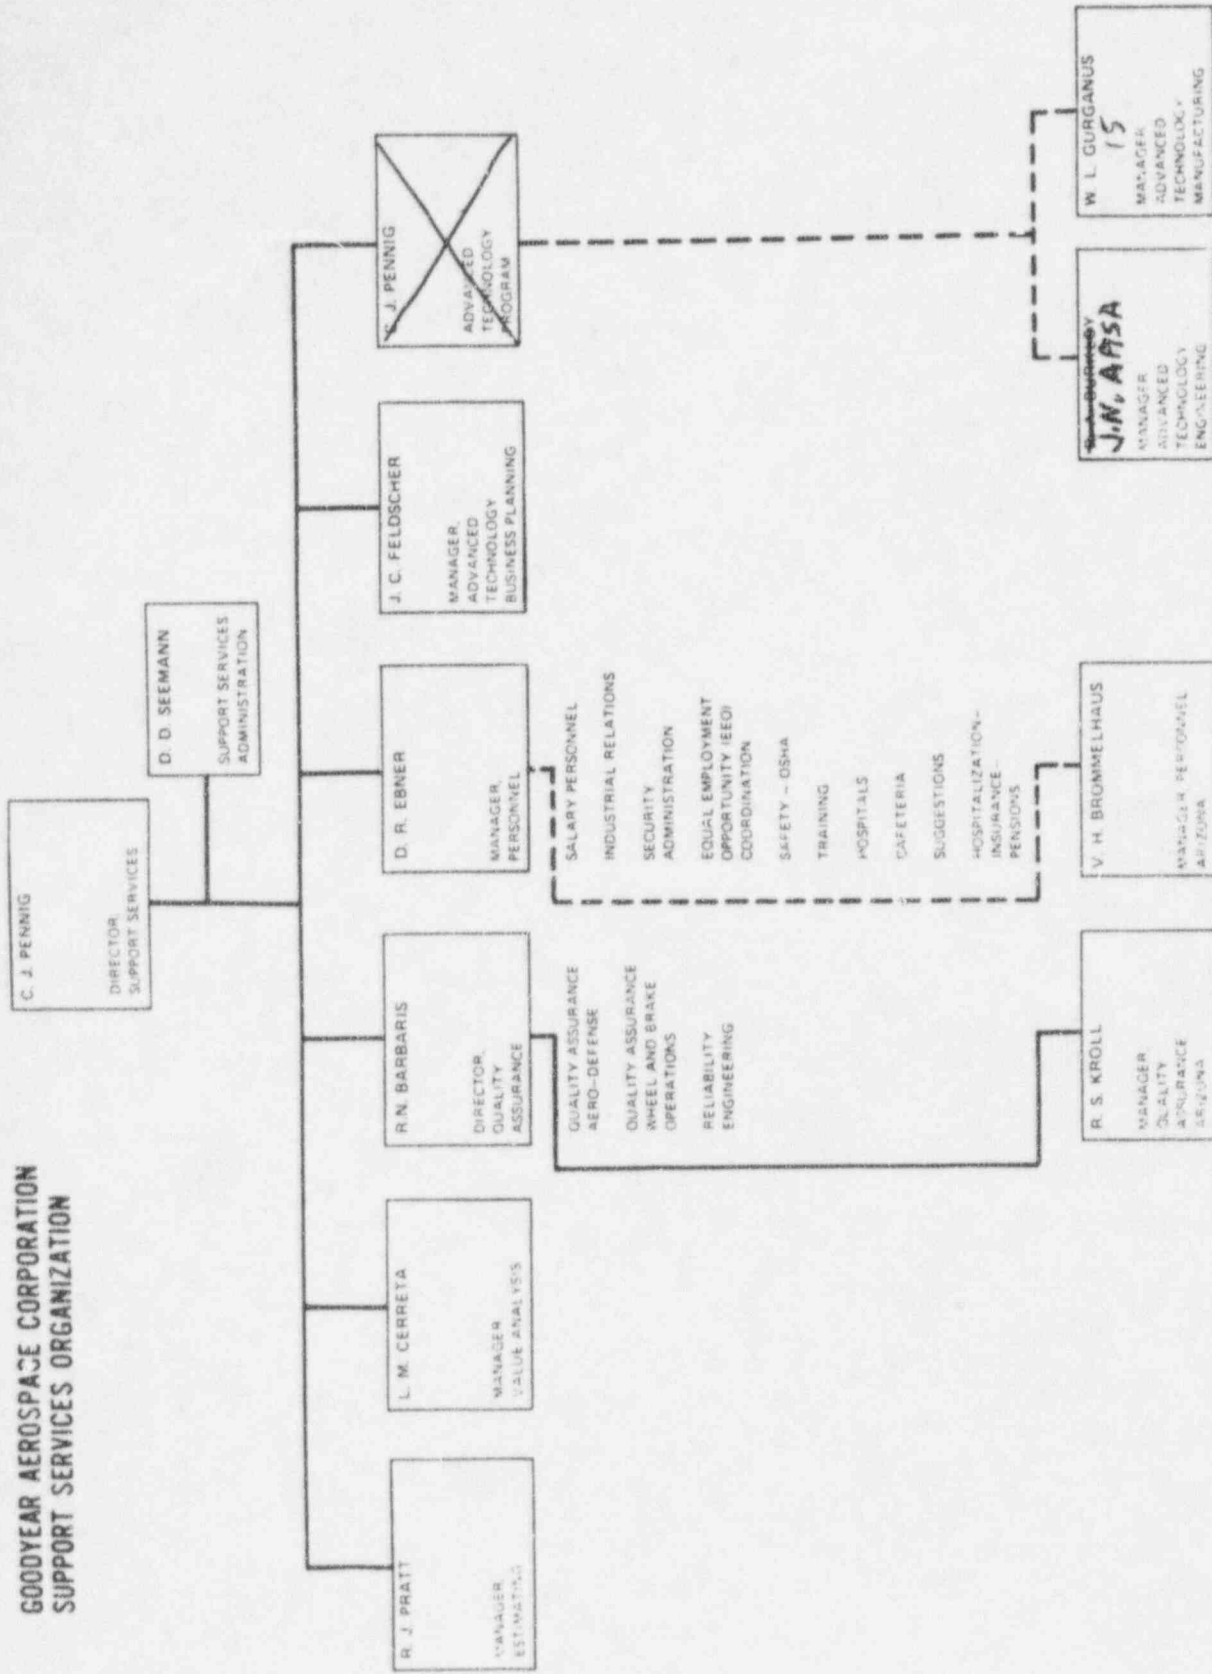 GOODYEAR AEROSPACE CORPORATION
SUPPORT SERVICES ORGANIZATION
C. J. PENNIG
DIRECTOR,
SUPPORT SERVICES
D. D. SEEMANN
SUPPORT SERVICES
ADMINISTRATION
R. J. PRATT
MANAGER
ESTIMATING
L. M. CERRETA
MANAGER
VALUE ANALYSIS
R.N. BARBARIS
DIRECTOR,
QUALITY
ASSURANCE
QUALITY ASSURANCE
AERO-DEFENSE
QUALITY ASSURANCE
WHEEL AND BRAKE
OPERATIONS
RELIABILITY
ENGINEERING
D. R. EBNER
MANAGER,
PERSONNEL
SALARY PERSONNEL
INDUSTRIAL RELATIONS
SECURITY
ADMINISTRATION
EQUAL EMPLOYMENT
OPPORTUNITY (EEO)
COORDINATION
SAFETY – OSHA
TRAINING
HOSPITALS
CAFETERIA
SUGGESTIONS
HOSPITALIZATION–
INSURANCE–
PENSIONS
J. C. FELDSCHER
MANAGER,
ADVANCED
TECHNOLOGY
BUSINESS PLANNING
C. J. PENNIG
ADVANCED
TECHNOLOGY
PROGRAM
R. S. KROLL
MANAGER
QUALITY
ASSURANCE
ARIZONA
V. H. BROMMELHAUS
MANAGER PERSONNEL
ARIZONA
J.N. APISA
MANAGER
ADVANCED
TECHNOLOGY
ENGINEERING
W. L. GURGANUS
15
MANAGER
ADVANCED
TECHNOLOGY
MANUFACTURING